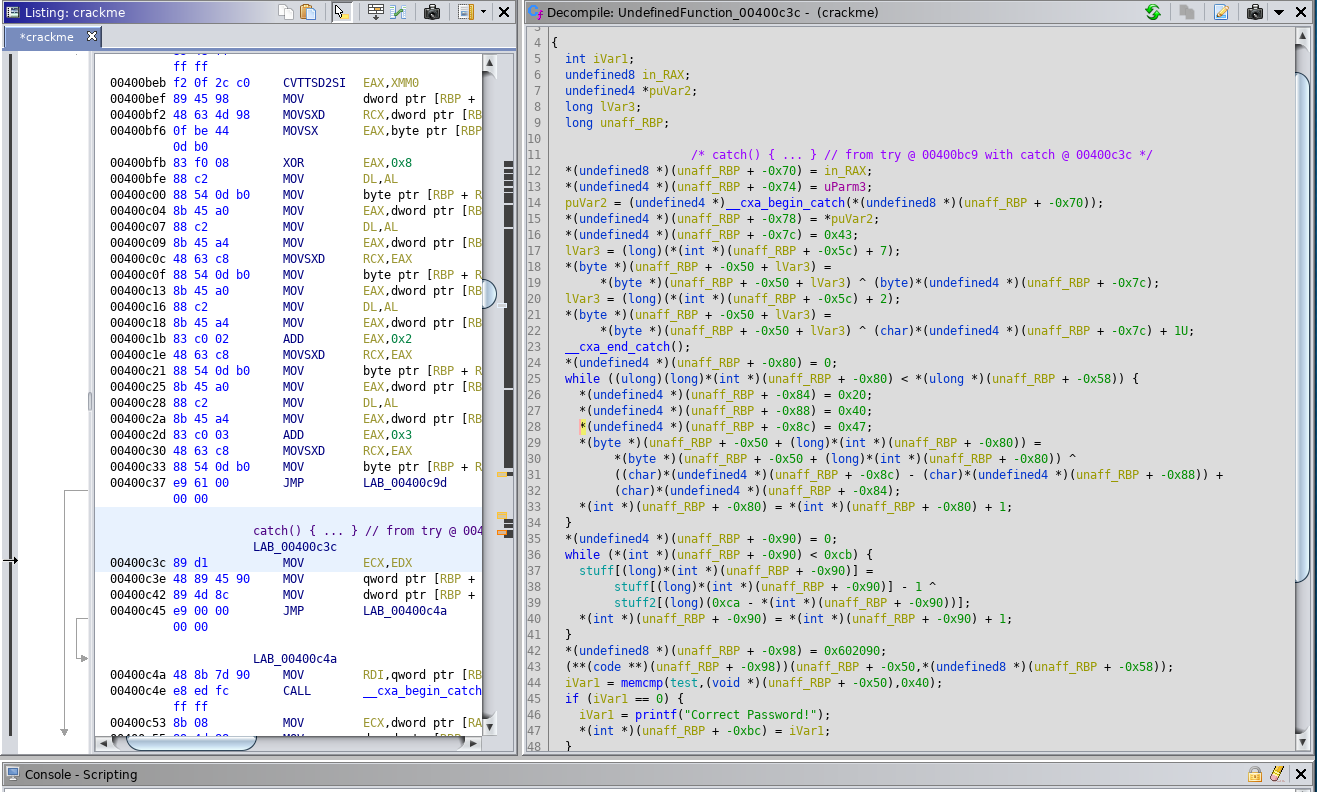 Listing: crackme
*crackme
ff ff
00400beb f2 0f 2c c0 CVTTSD2SI EAX,XMM0
00400bef 89 45 98 MOV dword ptr [RBP +
00400bf2 48 63 4d 98 MOVSXD RCX,dword ptr [RB
00400bf6 0f be 44 MOVSX EAX,byte ptr [RBP
0d b0
00400bfb 83 f0 08 XOR EAX,0x8
00400bfe 88 c2 MOV DL,AL
00400c00 88 54 0d b0 MOV byte ptr [RBP + R
00400c04 8b 45 a0 MOV EAX,dword ptr [RB
00400c07 88 c2 MOV DL,AL
00400c09 8b 45 a4 MOV EAX,dword ptr [RB
00400c0c 48 63 c8 MOVSXD RCX,EAX
00400c0f 88 54 0d b0 MOV byte ptr [RBP + R
00400c13 8b 45 a0 MOV EAX,dword ptr [RB
00400c16 88 c2 MOV DL,AL
00400c18 8b 45 a4 MOV EAX,dword ptr [RB
00400c1b 83 c0 02 ADD EAX,0x2
00400c1e 48 63 c8 MOVSXD RCX,EAX
00400c21 88 54 0d b0 MOV byte ptr [RBP + R
00400c25 8b 45 a0 MOV EAX,dword ptr [RB
00400c28 88 c2 MOV DL,AL
00400c2a 8b 45 a4 MOV EAX,dword ptr [RB
00400c2d 83 c0 03 ADD EAX,0x3
00400c30 48 63 c8 MOVSXD RCX,EAX
00400c33 88 54 0d b0 MOV byte ptr [RBP + R
00400c37 e9 61 00 JMP LAB_00400c9d
00 00
catch() { ... } // from try @ 004
LAB_00400c3c
00400c3c 89 d1 MOV ECX,EDX
00400c3e 48 89 45 90 MOV qword ptr [RBP +
00400c42 89 4d 8c MOV dword ptr [RBP +
00400c45 e9 00 00 JMP LAB_00400c4a
00 00
LAB_00400c4a
00400c4a 48 8b 7d 90 MOV RDI,qword ptr [RB
00400c4e e8 ed fc CALL __cxa_begin_catch
ff ff
00400c53 8b 08 MOV ECX,dword ptr [RA
Decompile: UndefinedFunction_00400c3c - (crackme)
4 {
5 int iVar1;
6 undefined8 in_RAX;
7 undefined4 *puVar2;
8 long lVar3;
9 long unaff_RBP;
10
11 /* catch() { ... } // from try @ 00400bc9 with catch @ 00400c3c */
12 *(undefined8 *)(unaff_RBP + -0x70) = in_RAX;
13 *(undefined4 *)(unaff_RBP + -0x74) = uParm3;
14 puVar2 = (undefined4 *)__cxa_begin_catch(*(undefined8 *)(unaff_RBP + -0x70));
15 *(undefined4 *)(unaff_RBP + -0x78) = *puVar2;
16 *(undefined4 *)(unaff_RBP + -0x7c) = 0x43;
17 lVar3 = (long)(*(int *)(unaff_RBP + -0x5c) + 7);
18 *(byte *)(unaff_RBP + -0x50 + lVar3) =
19 *(byte *)(unaff_RBP + -0x50 + lVar3) ^ (byte)*(undefined4 *)(unaff_RBP + -0x7c);
20 lVar3 = (long)(*(int *)(unaff_RBP + -0x5c) + 2);
21 *(byte *)(unaff_RBP + -0x50 + lVar3) =
22 *(byte *)(unaff_RBP + -0x50 + lVar3) ^ (char)*(undefined4 *)(unaff_RBP + -0x7c) + 1U;
23 __cxa_end_catch();
24 *(undefined4 *)(unaff_RBP + -0x80) = 0;
25 while ((ulong)(long)*(int *)(unaff_RBP + -0x80) < *(ulong *)(unaff_RBP + -0x58)) {
26 *(undefined4 *)(unaff_RBP + -0x84) = 0x20;
27 *(undefined4 *)(unaff_RBP + -0x88) = 0x40;
28 *(undefined4 *)(unaff_RBP + -0x8c) = 0x47;
29 *(byte *)(unaff_RBP + -0x50 + (long)*(int *)(unaff_RBP + -0x80)) =
30 *(byte *)(unaff_RBP + -0x50 + (long)*(int *)(unaff_RBP + -0x80)) ^
31 ((char)*(undefined4 *)(unaff_RBP + -0x8c) - (char)*(undefined4 *)(unaff_RBP + -0x88)) +
32 (char)*(undefined4 *)(unaff_RBP + -0x84);
33 *(int *)(unaff_RBP + -0x80) = *(int *)(unaff_RBP + -0x80) + 1;
34 }
35 *(undefined4 *)(unaff_RBP + -0x90) = 0;
36 while (*(int *)(unaff_RBP + -0x90) < 0xcb) {
37 stuff[(long)*(int *)(unaff_RBP + -0x90)] =
38 stuff[(long)*(int *)(unaff_RBP + -0x90)] - 1 ^
39 stuff2[(long)(0xca - *(int *)(unaff_RBP + -0x90))];
40 *(int *)(unaff_RBP + -0x90) = *(int *)(unaff_RBP + -0x90) + 1;
41 }
42 *(undefined8 *)(unaff_RBP + -0x98) = 0x602090;
43 (**(code **)(unaff_RBP + -0x98))(unaff_RBP + -0x50,*(undefined8 *)(unaff_RBP + -0x58));
44 iVar1 = memcmp(test,(void *)(unaff_RBP + -0x50),0x40);
45 if (iVar1 == 0) {
46 iVar1 = printf("Correct Password!");
47 *(int *)(unaff_RBP + -0xbc) = iVar1;
48 }
Console - Scripting